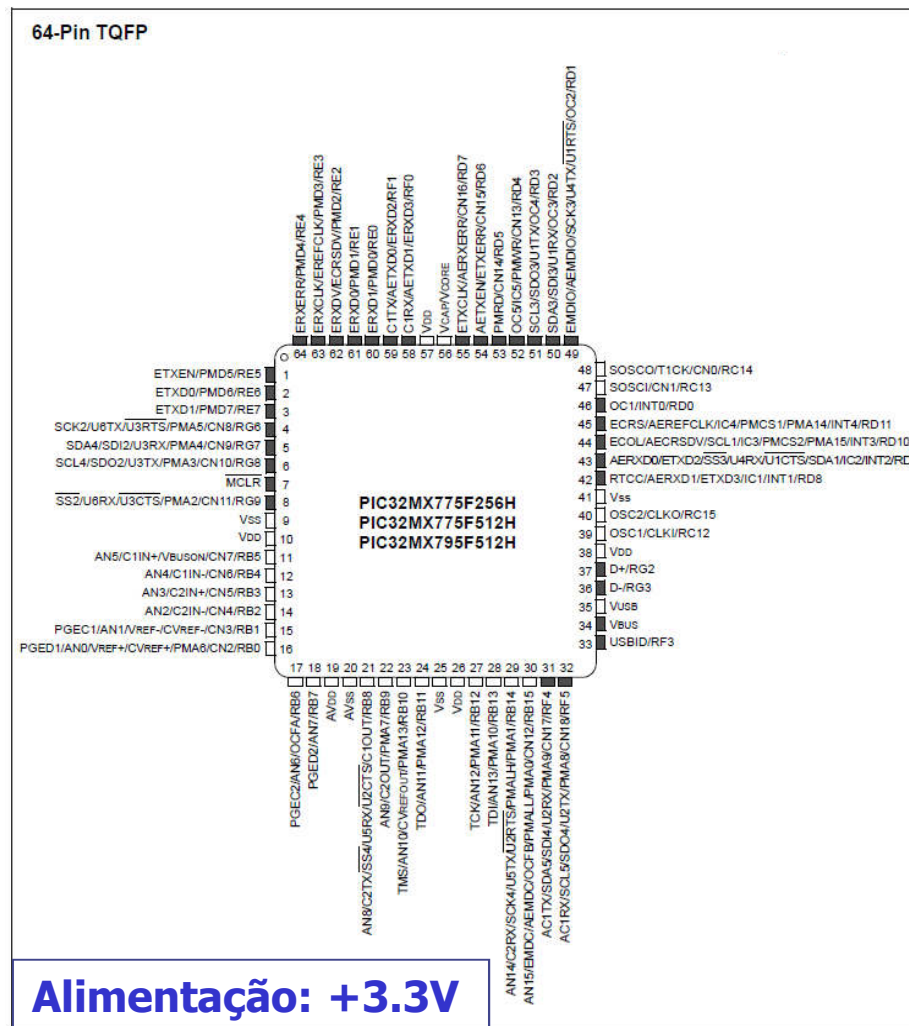 64-Pin TQFP
ERXERR/PMD4/RE4
ERXCLK/EREFCLK/PMD3/RE3
ERXDV/ECRSDV/PMD2/RE2
ERXD0/PMD1/RE1
ERXD1/PMD0/RE0
C1TX/AETXD0/ERXD2/RF1
C1RX/AETXD1/ERXD3/RF0
VDD
VCAP/VCORE
ETXCLK/AERXERR/CN16/RD7
AETXEN/ETXERR/CN15/RD6
PMRD/CN14/RD5
OC5/IC5/PMWR/CN13/RD4
SCL3/SDO3/U1TX/OC4/RD3
SDA3/SDI3/U1RX/OC3/RD2
EMDIO/AEMDIO/SCK3/U4TX/U1RTS/OC2/RD1
64 63 62 61 60 59 58 57 56 55 54 53 52 51 50 49
ETXEN/PMD5/RE5 1
ETXD0/PMD6/RE6 2
ETXD1/PMD7/RE7 3
SCK2/U6TX/U3RTS/PMA5/CN8/RG6 4
SDA4/SDI2/U3RX/PMA4/CN9/RG7 5
SCL4/SDO2/U3TX/PMA3/CN10/RG8 6
MCLR 7
SS2/U6RX/U3CTS/PMA2/CN11/RG9 8
VSS 9
VDD 10
AN5/C1IN+/VBUSON/CN7/RB5 11
AN4/C1IN-/CN6/RB4 12
AN3/C2IN+/CN5/RB3 13
AN2/C2IN-/CN4/RB2 14
PGEC1/AN1/VREF-/CVREF-/CN3/RB1 15
PGED1/AN0/VREF+/CVREF+/PMA6/CN2/RB0 16
PIC32MX775F256H
PIC32MX775F512H
PIC32MX795F512H
48 SOSCO/T1CK/CN0/RC14
47 SOSCI/CN1/RC13
46 OC1/INT0/RD0
45 ECRS/AEREFCLK/IC4/PMCS1/PMA14/INT4/RD11
44 ECOL/AECRSDV/SCL1/IC3/PMCS2/PMA15/INT3/RD10
43 AERXD0/ETXD2/SS3/U4RX/U1CTS/SDA1/IC2/INT2/RD
42 RTCC/AERXD1/ETXD3/IC1/INT1/RD8
41 Vss
40 OSC2/CLKO/RC15
39 OSC1/CLKI/RC12
38 VDD
37 D+/RG2
36 D-/RG3
35 VUSB
34 VBUS
33 USBID/RF3
17 18 19 20 21 22 23 24 25 26 27 28 29 30 31 32
PGEC2/AN6/OCFA/RB6
PGED2/AN7/RB7
AVDD
AVSS
AN8/C2TX/SS4/U5RX/U2CTS/C1OUT/RB8
AN9/C2OUT/PMA7/RB9
TMS/AN10/CVREFOUT/PMA13/RB10
TDO/AN11/PMA12/RB11
VSS
VDD
TCK/AN12/PMA11/RB12
TDI/AN13/PMA10/RB13
AN14/C2RX/SCK4/U5TX/U2RTS/PMALH/PMA1/RB14
AN15/EMDC/AEMDC/OCFB/PMALL/PMA0/CN12/RB15
AC1TX/SDA5/SDI4/U2RX/PMA9/CN17/RF4
AC1RX/SCL5/SDO4/U2TX/PMA8/CN18/RF5
Alimentação: +3.3V